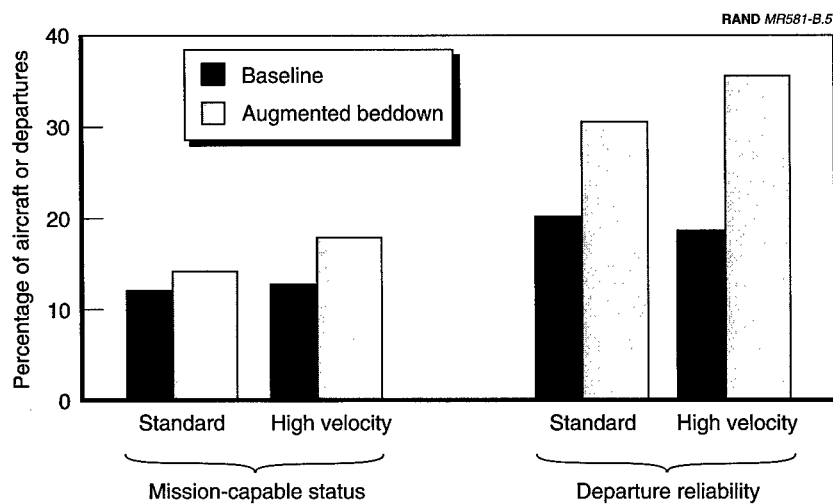 RAND MR581-B.5
40
30
20
10
0
Percentage of aircraft or departures
Baseline
Augmented beddown
Standard
High velocity
Standard
High velocity
Mission-capable status
Departure reliability